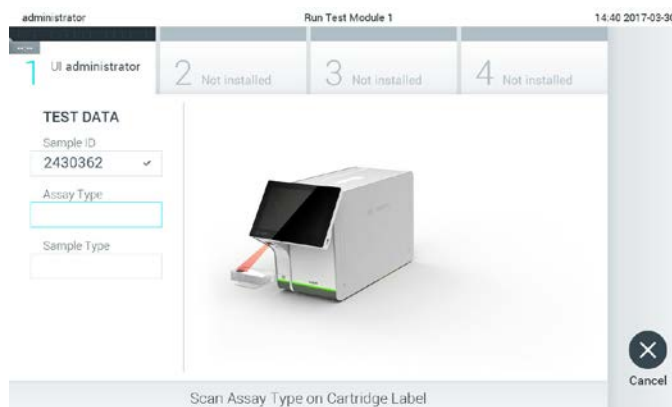 administrator Run Test Module 1 14:40 2017-03-30
1 UI administrator 2 Not installed 3 Not installed 4 Not installed
TEST DATA
Sample ID
2430362
Assay Type
Sample Type
Cancel
Scan Assay Type on Cartridge Label